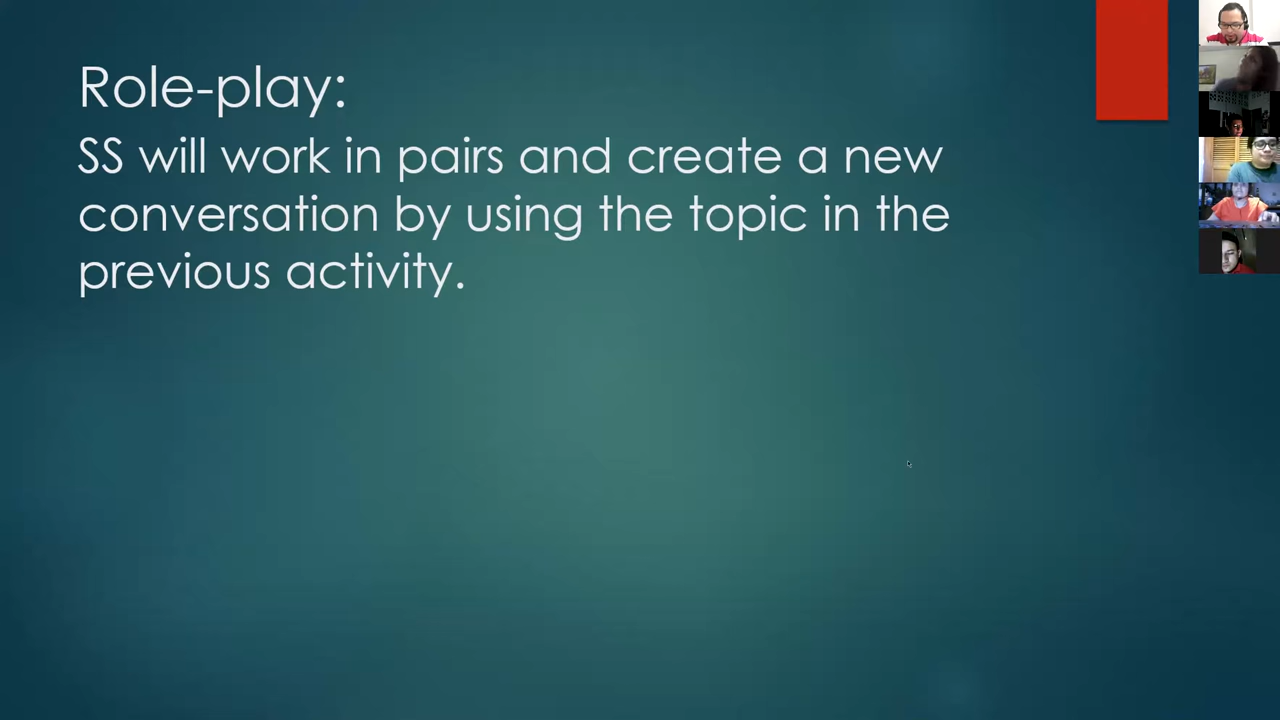 Role-play:
SS will work in pairs and create a new
conversation by using the topic in the
previous activity.